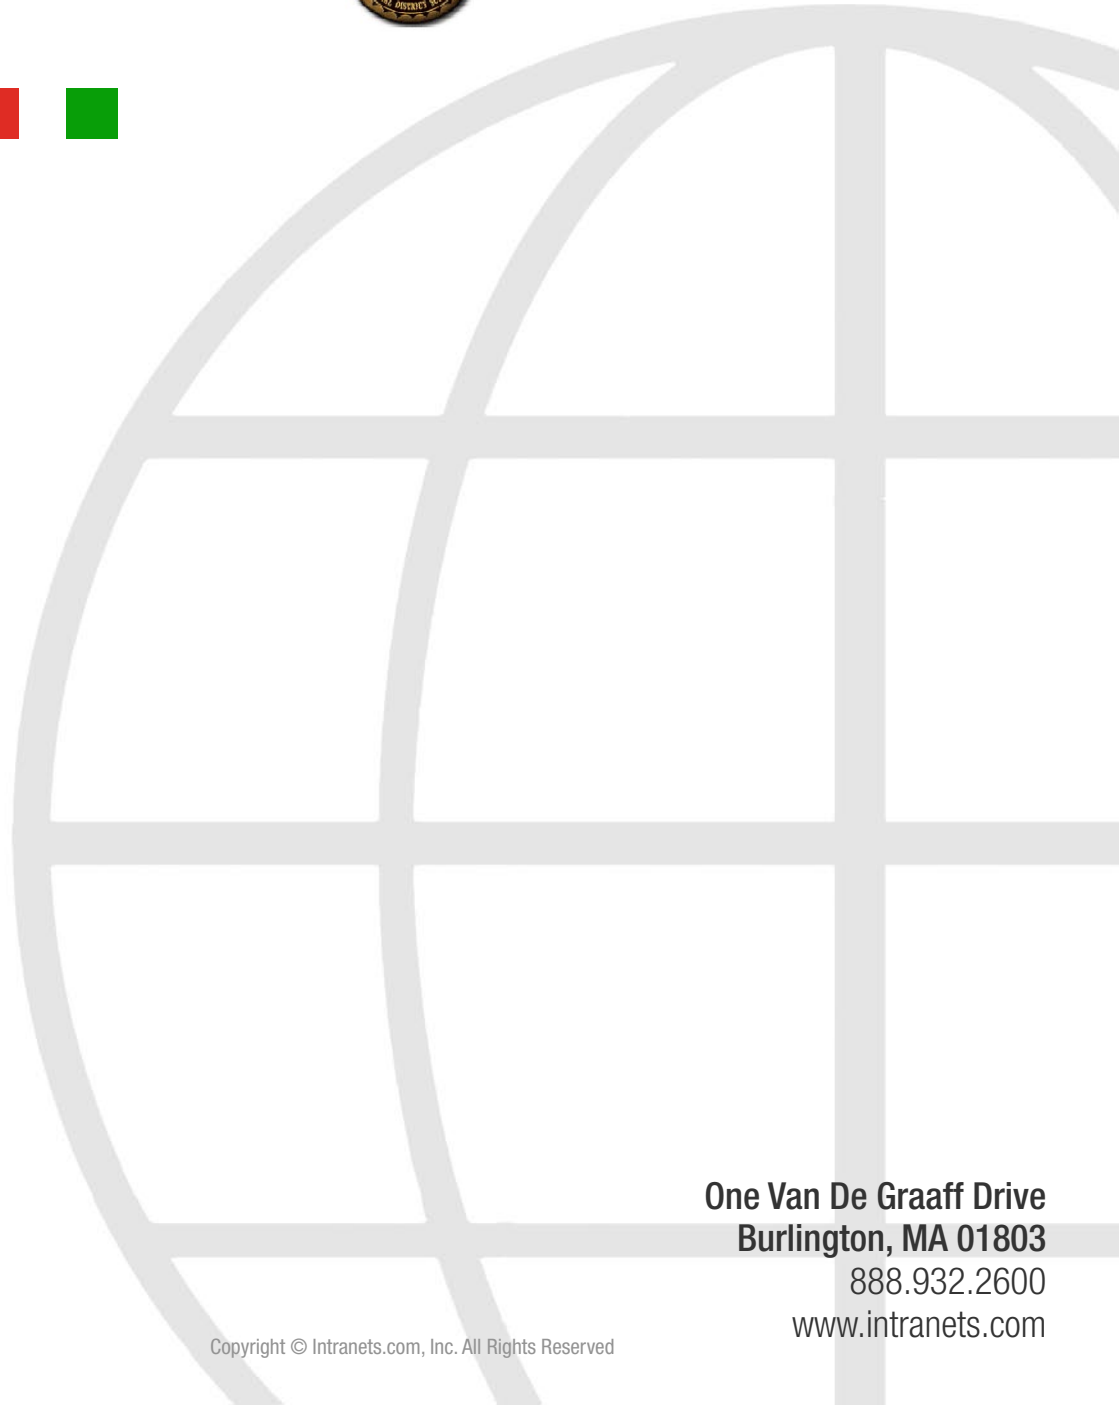 DISTRICT
One Van De Graaff Drive
Burlington, MA 01803
888.932.2600
www.intranets.com
Copyright © Intranets.com, Inc. All Rights Reserved